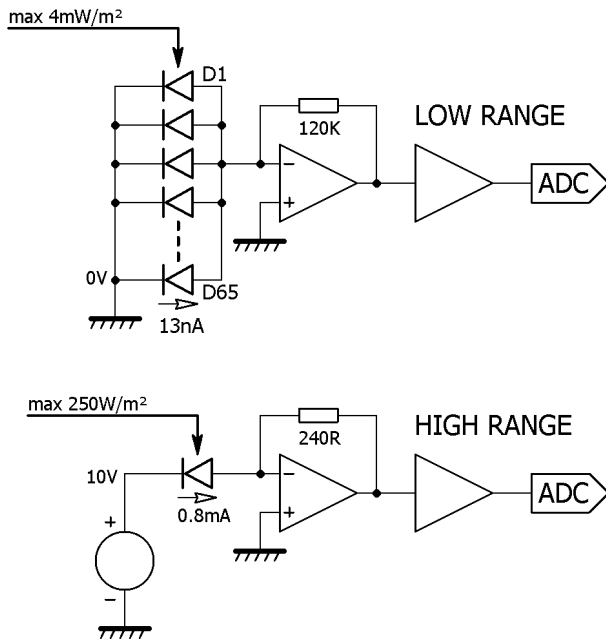 max 4mW/m²
D1
120K
LOW RANGE
ADC
0V
D65
13nA
max 250W/m²
240R
HIGH RANGE
10V
0.8mA
ADC